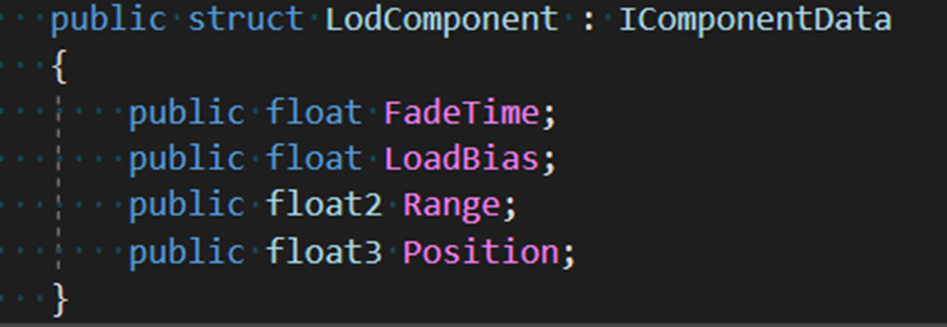 public struct LodComponent : IComponentData
{
public float FadeTime;
public float LoadBias;
public float2 Range;
public float3 Position;
}